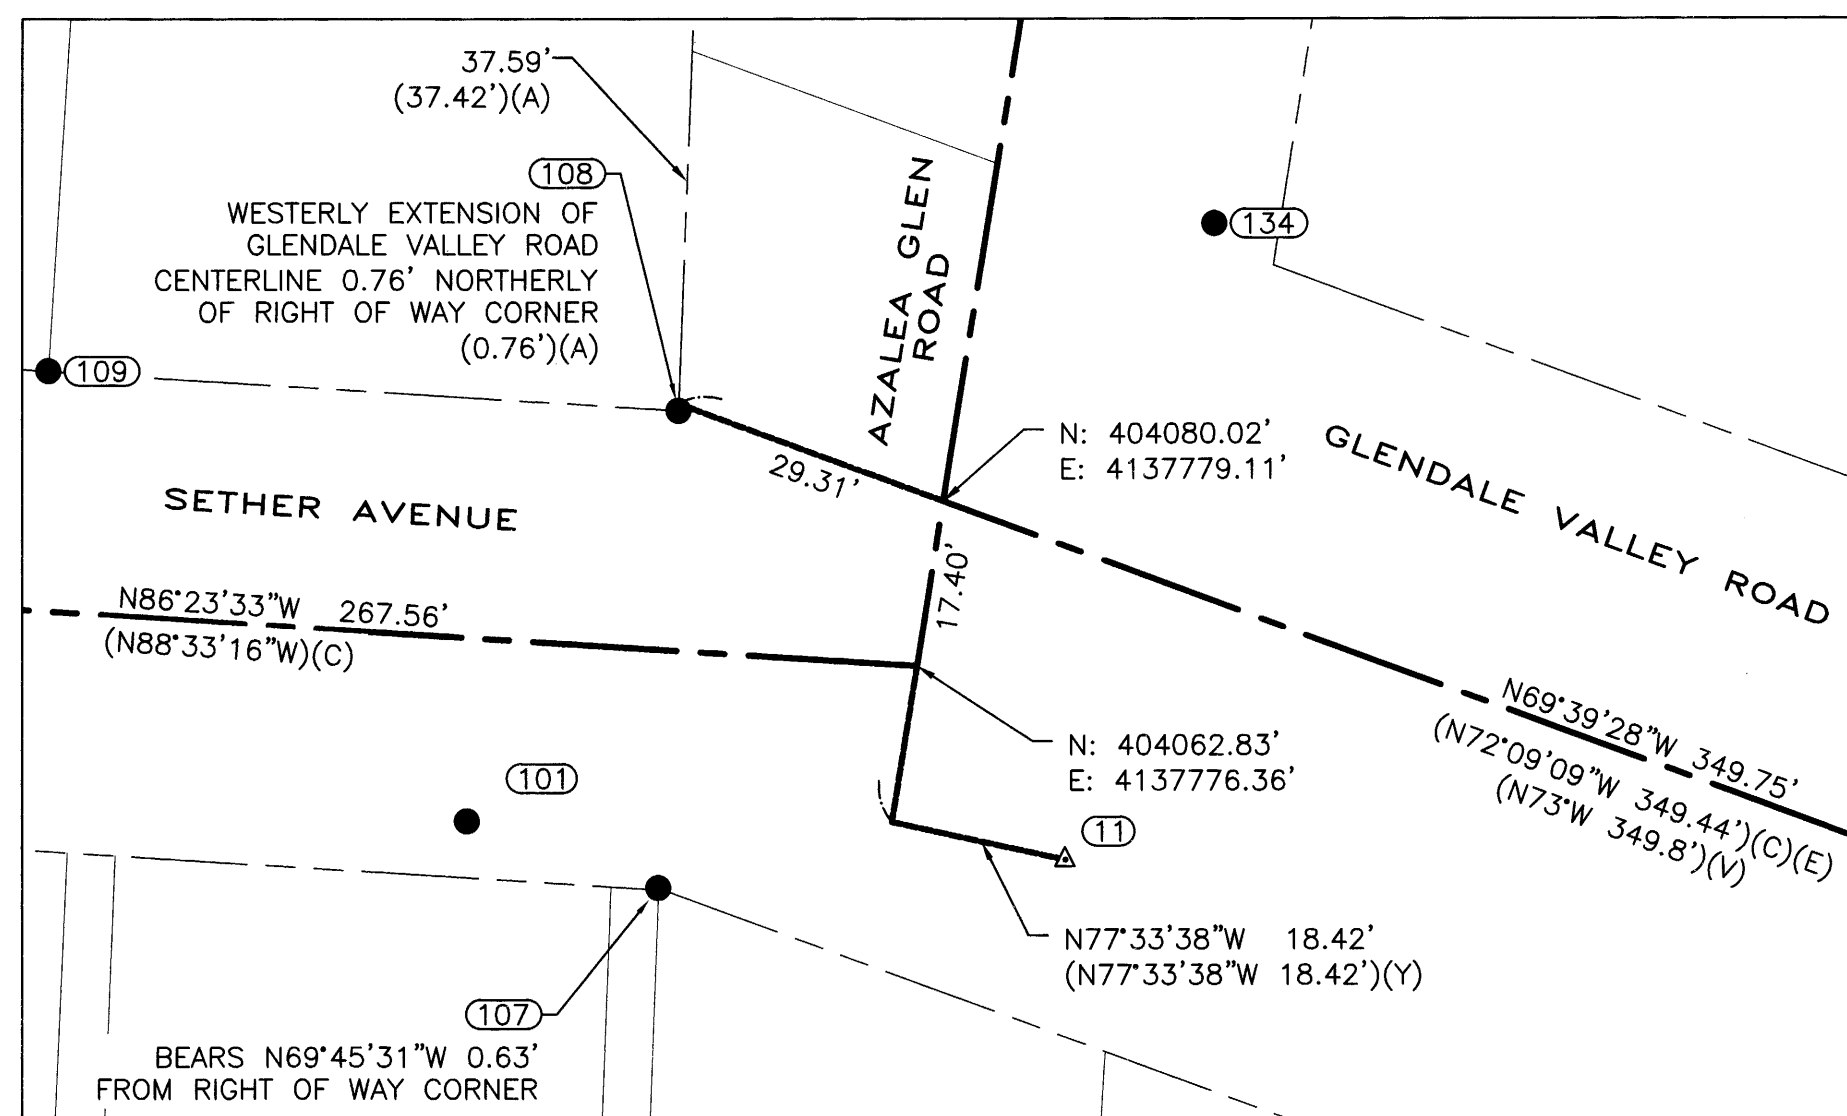 37.59'
(37.42')(A)
108
WESTERLY EXTENSION OF
GLENDALE VALLEY ROAD
CENTERLINE 0.76' NORTHERLY
OF RIGHT OF WAY CORNER
(0.76')(A)
AZALEA GLEN
ROAD
134
109
29.31'
N: 404080.02'
E: 4137779.11'
GLENDALE VALLEY ROAD
SETHER AVENUE
17.40'
N86°23'33"W 267.56'
(N88°33'16"W)(C)
N: 404062.83'
E: 4137776.36'
N69°39'28"W 349.75'
(N72°09'09"W 349.44')(C)(E)
(N73°W 349.8')(V)
101
11
N77°33'38"W 18.42'
(N77°33'38"W 18.42')(Y)
107
BEARS N69°45'31"W 0.63'
FROM RIGHT OF WAY CORNER